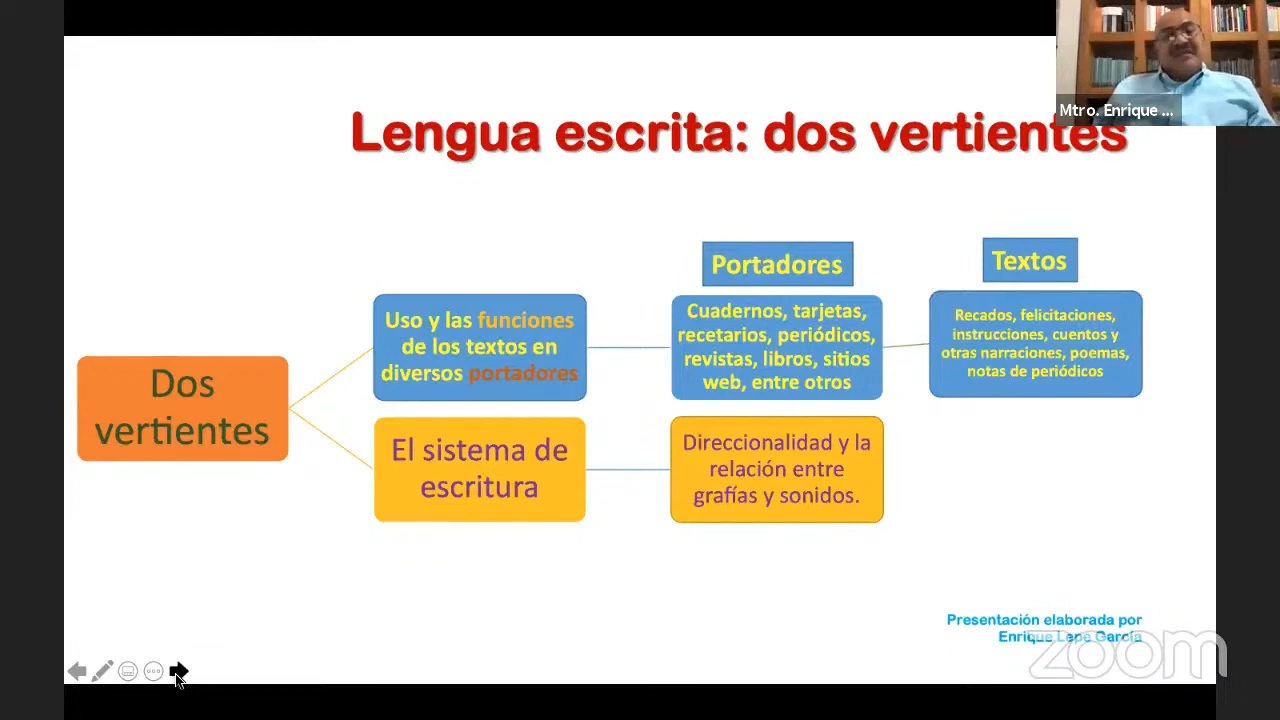 Mtro. Enrique ...
Lengua escrita: dos vertientes
Portadores
Textos
Uso y las funciones
de los textos en
diversos portadores
Cuadernos, tarjetas,
recetarios, periódicos,
revistas, libros, sitios
web, entre otros
Recados, felicitaciones,
instrucciones, cuentos y
otras narraciones, poemas,
notas de periódicos
Dos
vertientes
El sistema de
escritura
Direccionalidad y la
relación entre
grafías y sonidos.
Presentación elaborada por
Enrique Lepe García
zoom